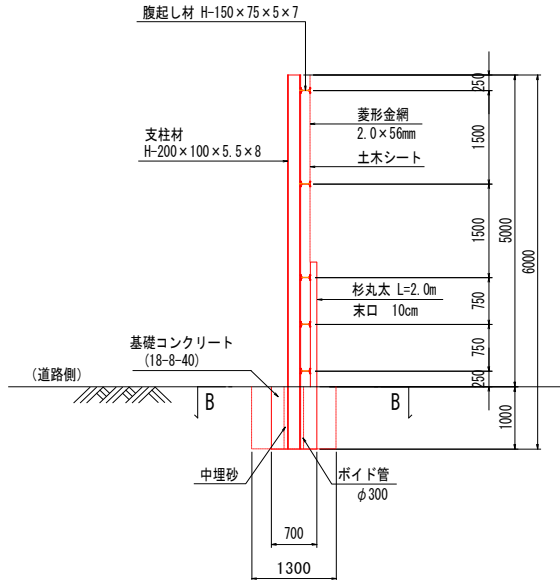 腹起し材 H-150×75×5×7
250
菱形金網
2.0×56mm
1500
支柱材
H-200×100×5.5×8
土木シート
5000
1500
6000
杉丸太 L=2.0m
末口 10cm
750
基礎コンクリート
(18-8-40)
750
(道路側)
250
B
B
1000
中埋砂
ボイド管
φ300
700
1300